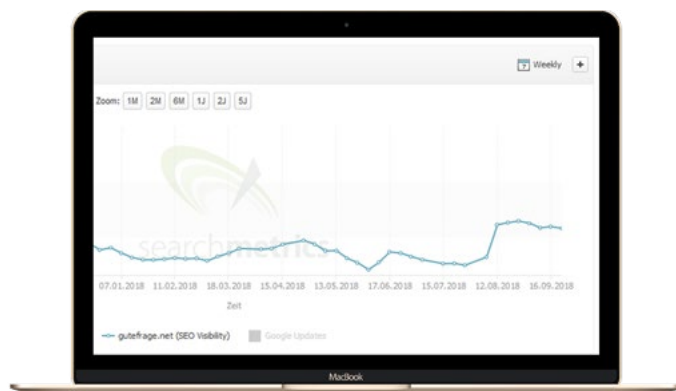 Weekly +
Zoom: 1M 2M 6M 1J 2J 5J
searchmetrics
07.01.2018 11.02.2018 18.03.2018 15.04.2018 13.05.2018 17.06.2018 15.07.2018 12.08.2018 16.09.2018
Zeit
gutefrage.net (SEO Visibility) Google Updates
MacBook